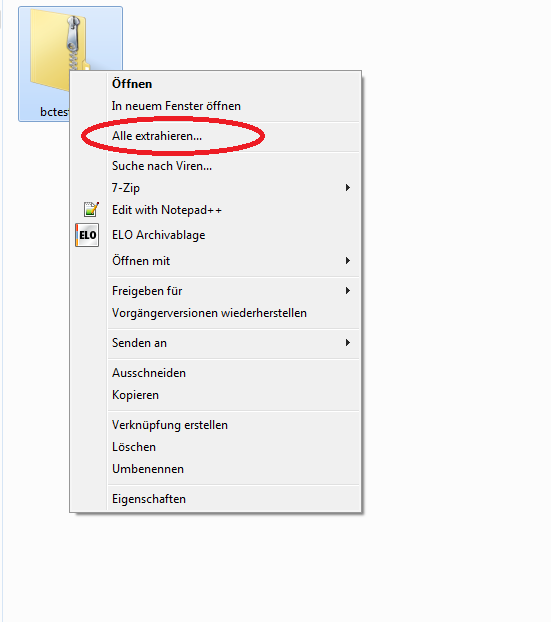 bctes
Öffnen
In neuem Fenster öffnen
Alle extrahieren...
Suche nach Viren...
7-Zip
Edit with Notepad++
ELO
ELO Archivablage
Öffnen mit
Freigeben für
Vorgängerversionen wiederherstellen
Senden an
Ausschneiden
Kopieren
Verknüpfung erstellen
Löschen
Umbenennen
Eigenschaften